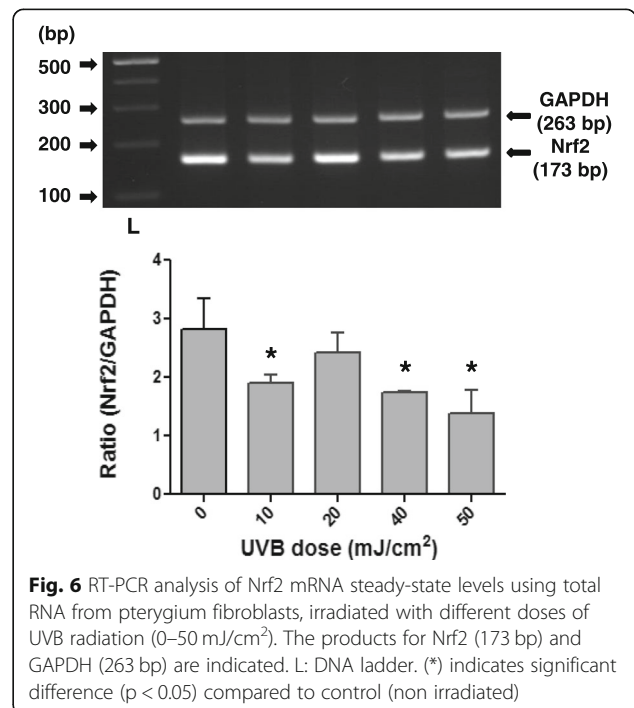 (bp)
500
300
200
100
GAPDH
(263 bp)
Nrf2
(173 bp)
L
Ratio (Nrf2/GAPDH)
4
3
2
1
0
* * *
0 10 20 40 50
UVB dose (mJ/cm²)
Fig. 6 RT-PCR analysis of Nrf2 mRNA steady-state levels using total
RNA from pterygium fibroblasts, irradiated with different doses of
UVB radiation (0–50 mJ/cm²). The products for Nrf2 (173 bp) and
GAPDH (263 bp) are indicated. L: DNA ladder. (*) indicates significant
difference (p < 0.05) compared to control (non irradiated)